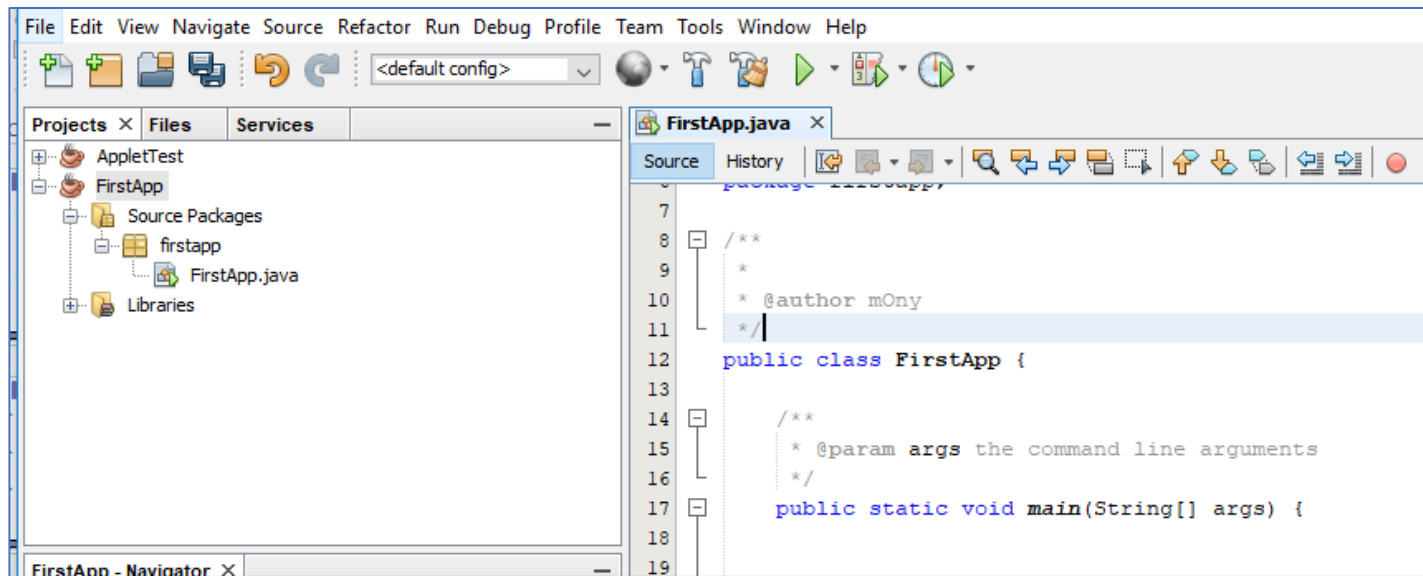 File Edit View Navigate Source Refactor Run Debug Profile Team Tools Window Help
<default config>
Projects Files Services
AppletTest
FirstApp
Source Packages
firstapp
FirstApp.java
Libraries
FirstApp - Navigator
FirstApp.java
Source History
package firstapp;
7
8 /**
9 *
10 * @author mOny
11 */
12 public class FirstApp {
13
14 /**
15 * @param args the command line arguments
16 */
17 public static void main(String[] args) {
18
19